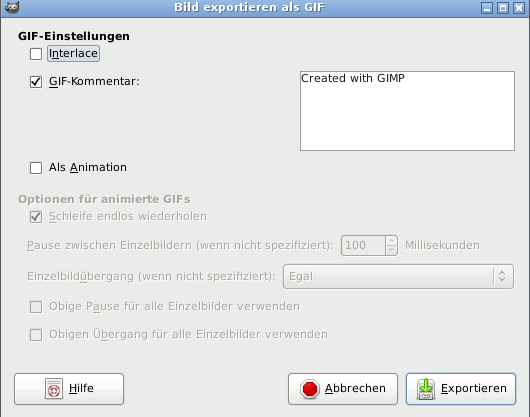 Bild exportieren als GIF
GIF-Einstellungen
Interlace
GIF-Kommentar:
Created with GIMP
Als Animation
Optionen für animierte GIFs
Schleife endlos wiederholen
Pause zwischen Einzelbildern (wenn nicht spezifiziert): 100 Millisekunden
Einzelbildübergang (wenn nicht spezifiziert): Egal
Obige Pause für alle Einzelbilder verwenden
Obigen Übergang für alle Einzelbilder verwenden
Hilfe Abbrechen Exportieren